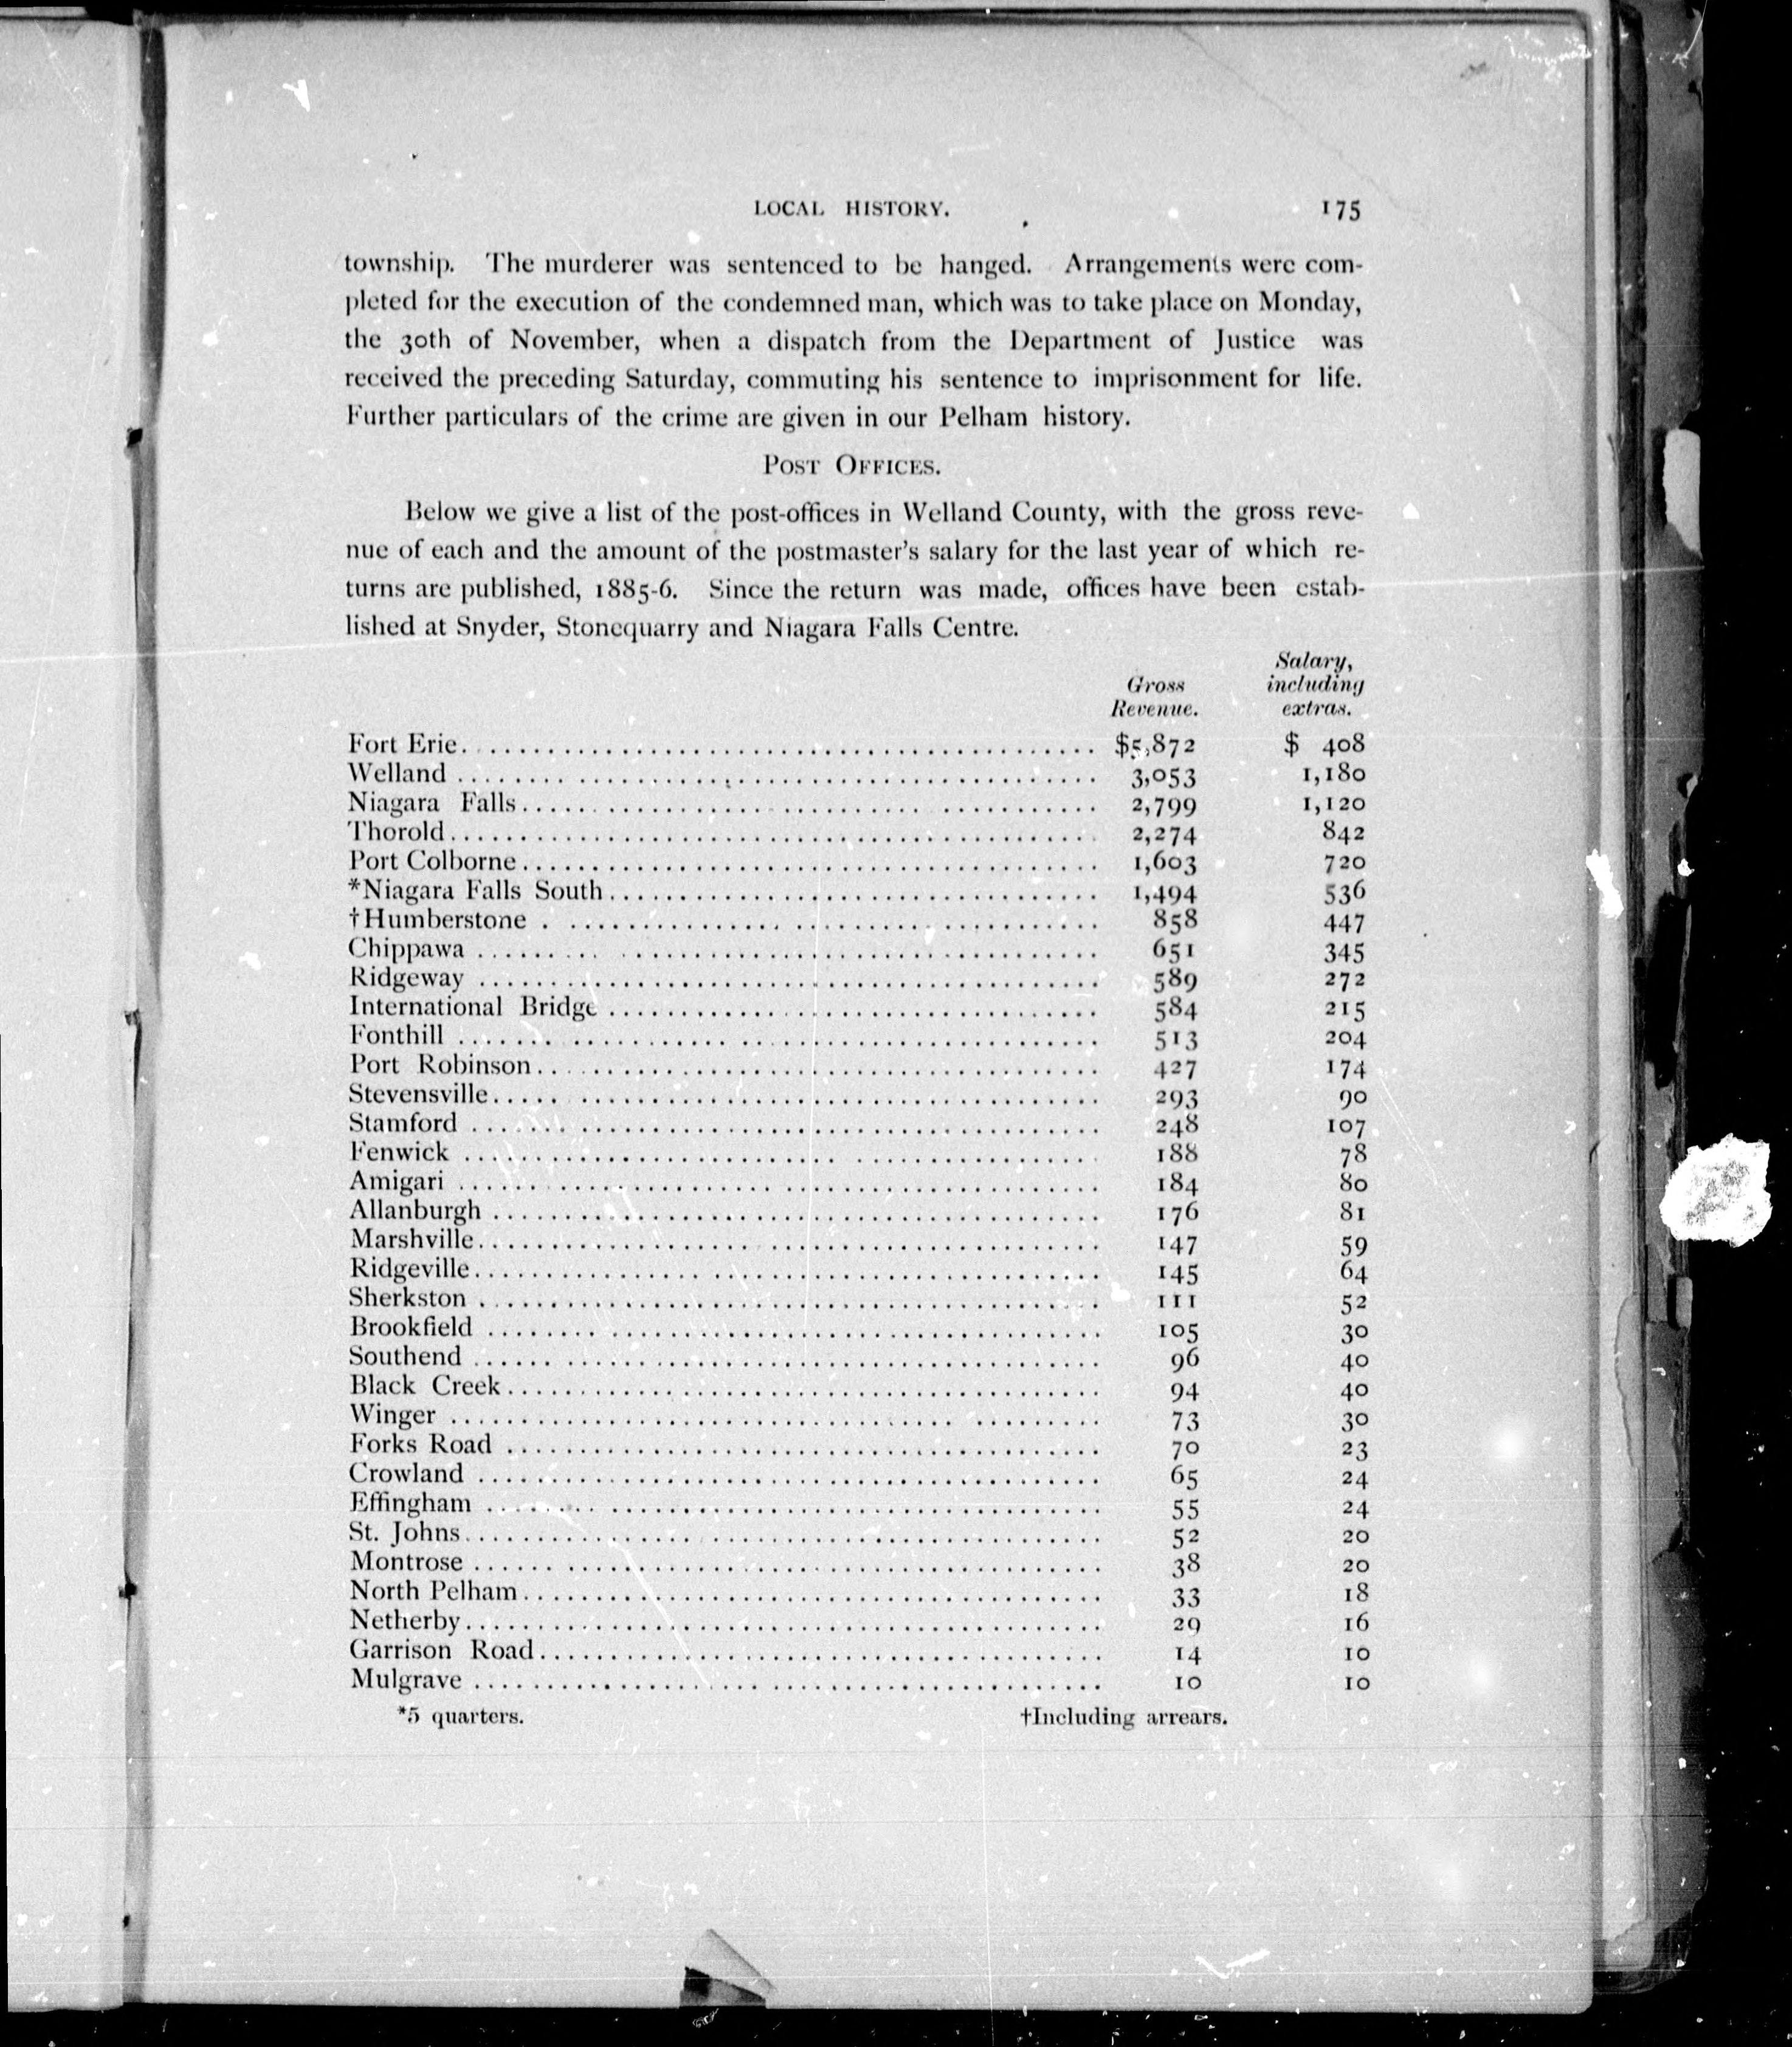 LOCAL HISTORY. 175
township. The murderer was sentenced to be hanged. Arrangements were com-
pleted for the execution of the condemned man, which was to take place on Monday,
the 30th of November, when a dispatch from the Department of Justice was
received the preceding Saturday, commuting his sentence to imprisonment for life.
Further particulars of the crime are given in our Pelham history.
POST OFFICES.
Below we give a list of the post-offices in Welland County, with the gross reve-
nue of each and the amount of the postmaster's salary for the last year of which re-
turns are published, 1885-6. Since the return was made, offices have been estab-
lished at Snyder, Stonequarry and Niagara Falls Centre.
Gross Revenue. Salary, including extras.
Fort Erie $5,872 $ 408
Welland 3,053 1,180
Niagara Falls 2,799 1,120
Thorold 2,274 842
Port Colborne 1,603 720
*Niagara Falls South 1,494 536
†Humberstone 858 447
Chippawa 651 345
Ridgeway 589 272
International Bridge 584 215
Fonthill 513 204
Port Robinson 427 174
Stevensville 293 90
Stamford 248 107
Fenwick 188 78
Amigari 184 80
Allanburgh 176 81
Marshville 147 59
Ridgeville 145 64
Sherkston 111 52
Brookfield 105 30
Southend 96 40
Black Creek 94 40
Winger 73 30
Forks Road 70 23
Crowland 65 24
Effingham 55 24
St. Johns 52 20
Montrose 38 20
North Pelham 33 18
Netherby 29 16
Garrison Road 14 10
Mulgrave 10 10
*5 quarters. †Including arrears.